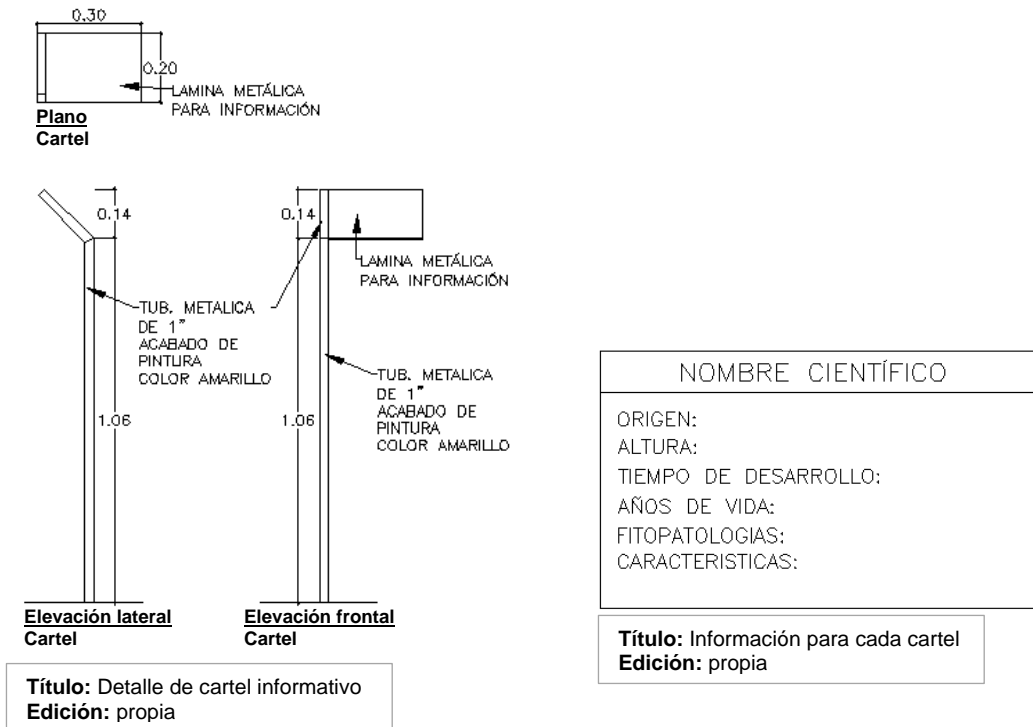 0.30
0.20
LAMINA METÁLICA
PARA INFORMACIÓN
Plano
Cartel
0.14
TUB. METALICA
DE 1"
ACABADO DE
PINTURA
COLOR AMARILLO
1.06
Elevación lateral
Cartel
0.14
LAMINA METÁLICA
PARA INFORMACIÓN
TUB. METALICA
DE 1"
ACABADO DE
PINTURA
COLOR AMARILLO
1.06
Elevación frontal
Cartel
Título: Detalle de cartel informativo
Edición: propia
NOMBRE CIENTÍFICO
ORIGEN:
ALTURA:
TIEMPO DE DESARROLLO:
AÑOS DE VIDA:
FITOPATOLOGIAS:
CARACTERISTICAS:
Título: Información para cada cartel
Edición: propia